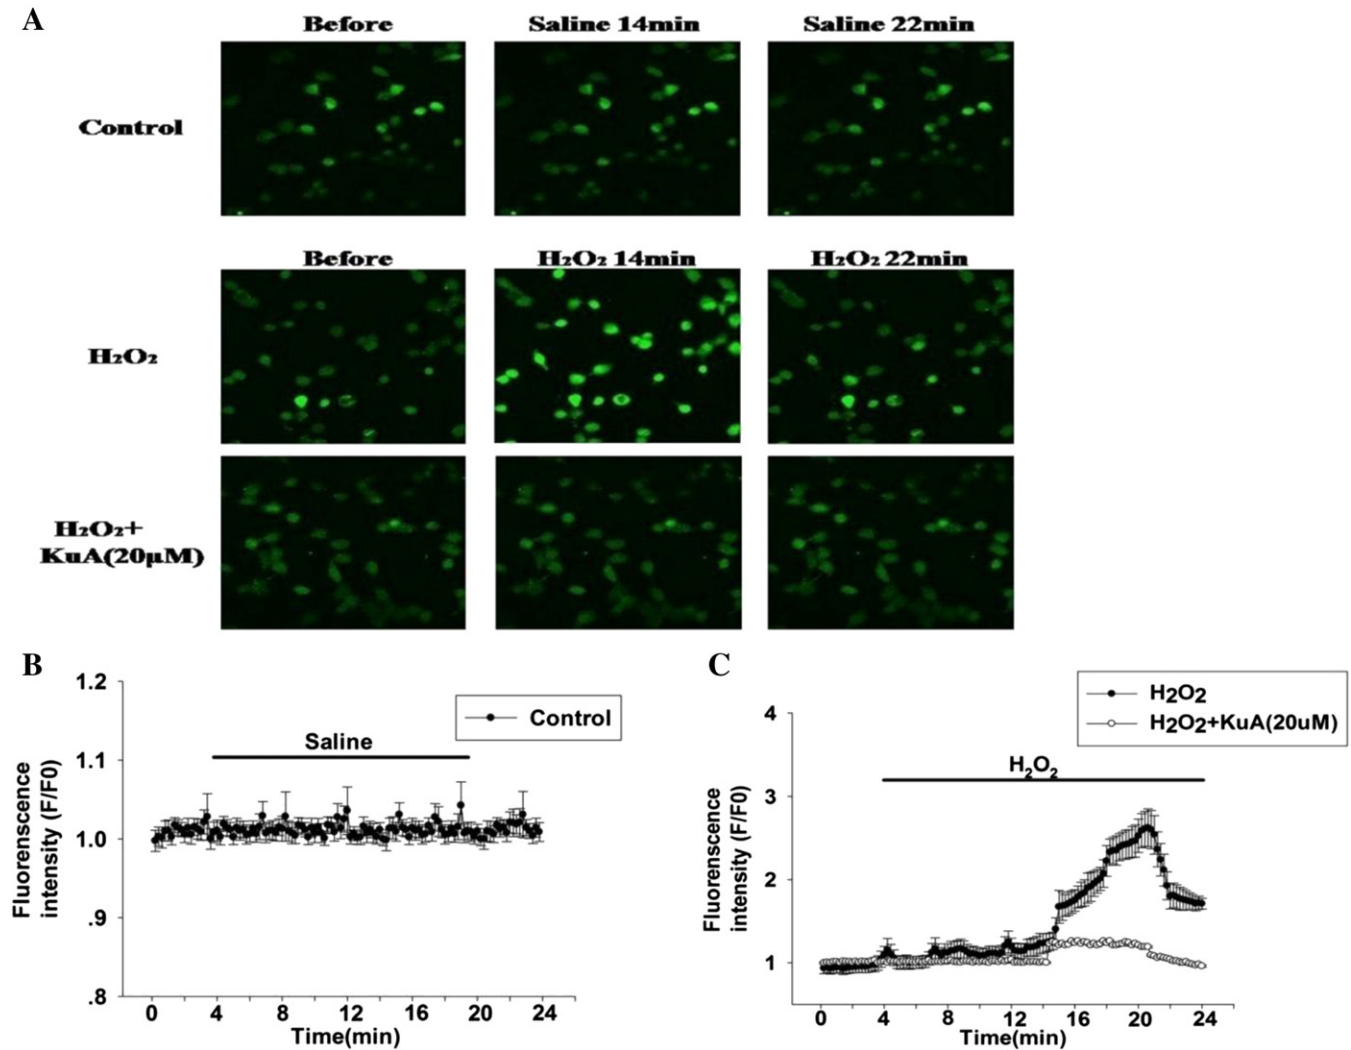 A
Before Saline 14min Saline 22min
Control
Before H₂O₂ 14min H₂O₂ 22min
H₂O₂
H₂O₂+
KuA(20μM)
B
1.2
1.1
1.0
.9
.8
Fluorenscence
intensity (F/F0)
Saline
Control
0 4 8 12 16 20 24
Time(min)
C
4
3
2
1
Fluorenscence
intensity (F/F0)
H₂O₂
H2O2
H2O2+KuA(20uM)
0 4 8 12 16 20 24
Time(min)